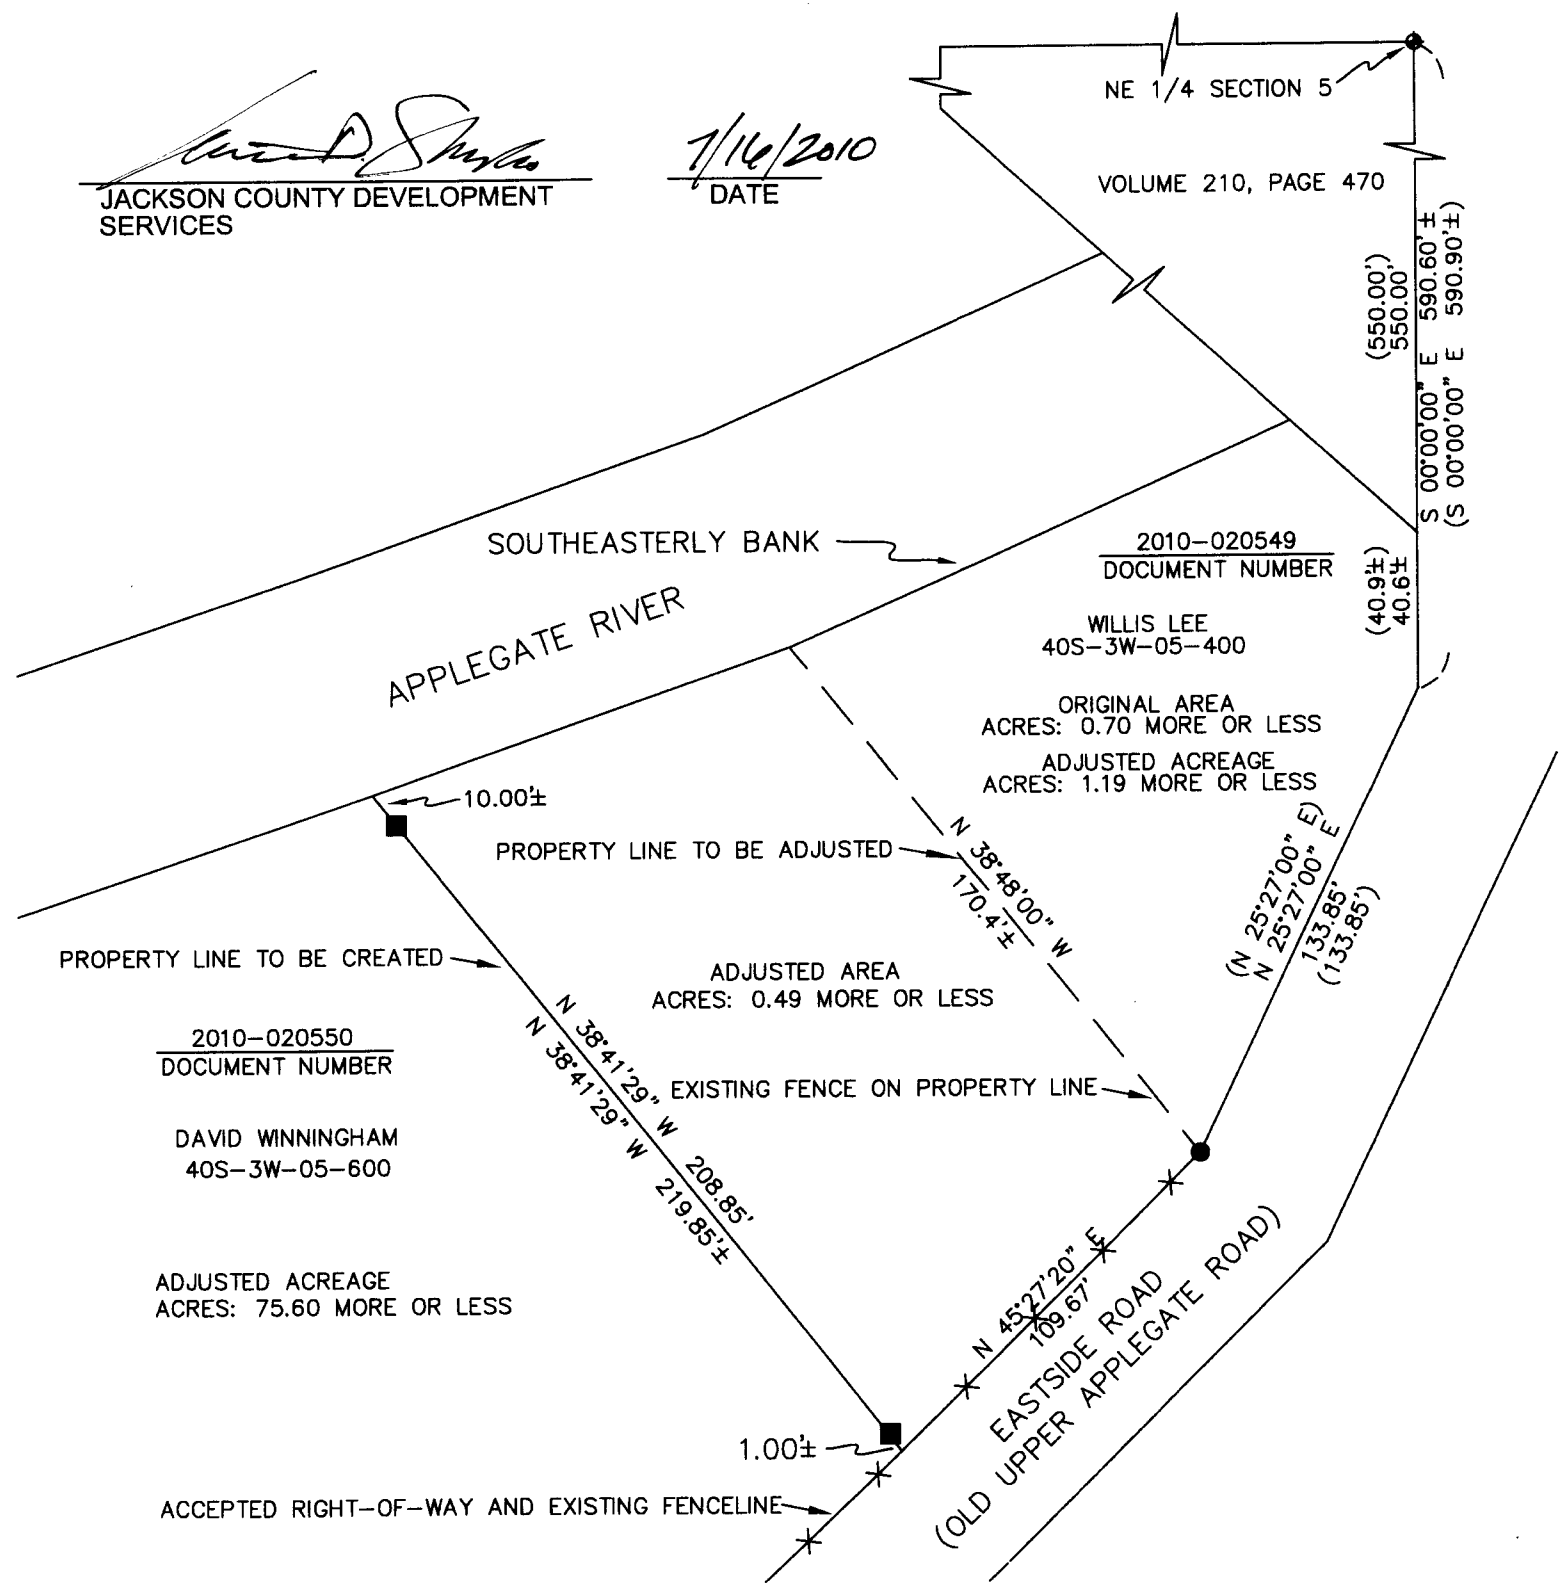 NE 1/4 SECTION 5
7/16/2010
JACKSON COUNTY DEVELOPMENT
SERVICES
DATE
VOLUME 210, PAGE 470
(550.00')
550.00'
S 00°00'00" E 590.60'±
(S 00°00'00" E 590.90'±)
SOUTHEASTERLY BANK
APPLEGATE RIVER
2010-020549
DOCUMENT NUMBER
(40.9'±)
40.6'±
WILLIS LEE
40S-3W-05-400
ORIGINAL AREA
ACRES: 0.70 MORE OR LESS
ADJUSTED ACREAGE
ACRES: 1.19 MORE OR LESS
10.00'±
PROPERTY LINE TO BE ADJUSTED
N 38°48'00" W
170.4'±
(N 25°27'00" E)
N 25°27'00" E
133.85'
(133.85')
PROPERTY LINE TO BE CREATED
ADJUSTED AREA
ACRES: 0.49 MORE OR LESS
2010-020550
DOCUMENT NUMBER
N 38°41'29" W 208.85'
N 38°41'29" W 219.85'±
EXISTING FENCE ON PROPERTY LINE
DAVID WINNINGHAM
40S-3W-05-600
ADJUSTED ACREAGE
ACRES: 75.60 MORE OR LESS
N 45°27'20" E
109.67'
EASTSIDE ROAD
(OLD UPPER APPLEGATE ROAD)
1.00'±
ACCEPTED RIGHT-OF-WAY AND EXISTING FENCELINE